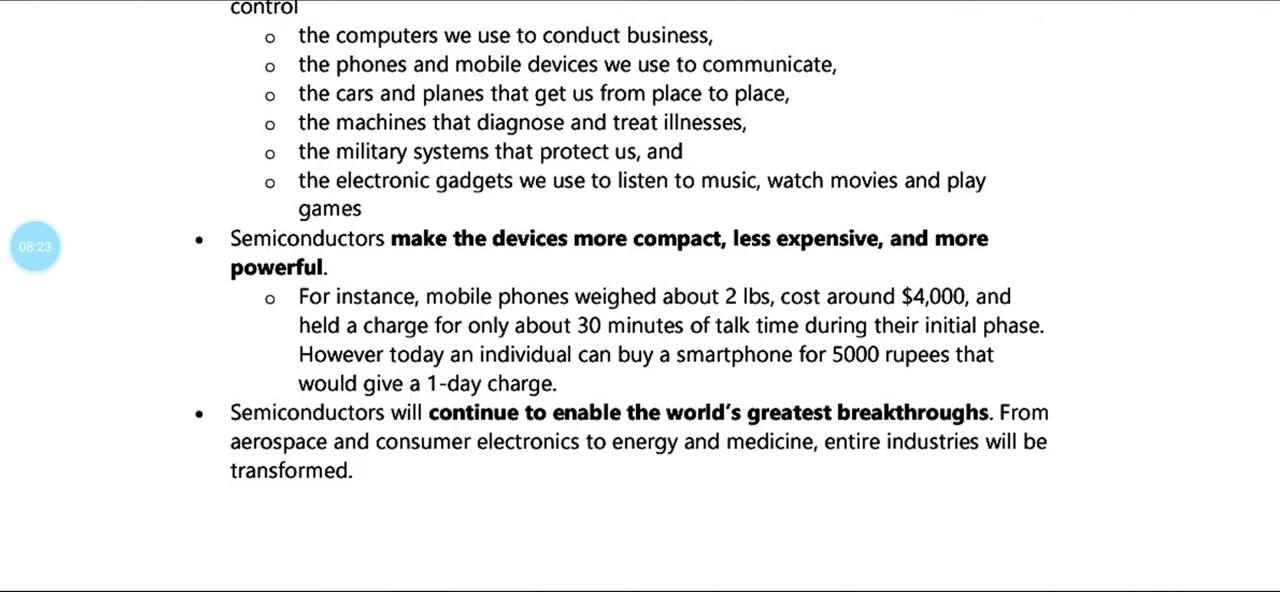 control
o the computers we use to conduct business,
o the phones and mobile devices we use to communicate,
o the cars and planes that get us from place to place,
o the machines that diagnose and treat illnesses,
o the military systems that protect us, and
o the electronic gadgets we use to listen to music, watch movies and play
games
08:23
• Semiconductors make the devices more compact, less expensive, and more
powerful.
o For instance, mobile phones weighed about 2 lbs, cost around $4,000, and
held a charge for only about 30 minutes of talk time during their initial phase.
However today an individual can buy a smartphone for 5000 rupees that
would give a 1-day charge.
• Semiconductors will continue to enable the world’s greatest breakthroughs. From
aerospace and consumer electronics to energy and medicine, entire industries will be
transformed.